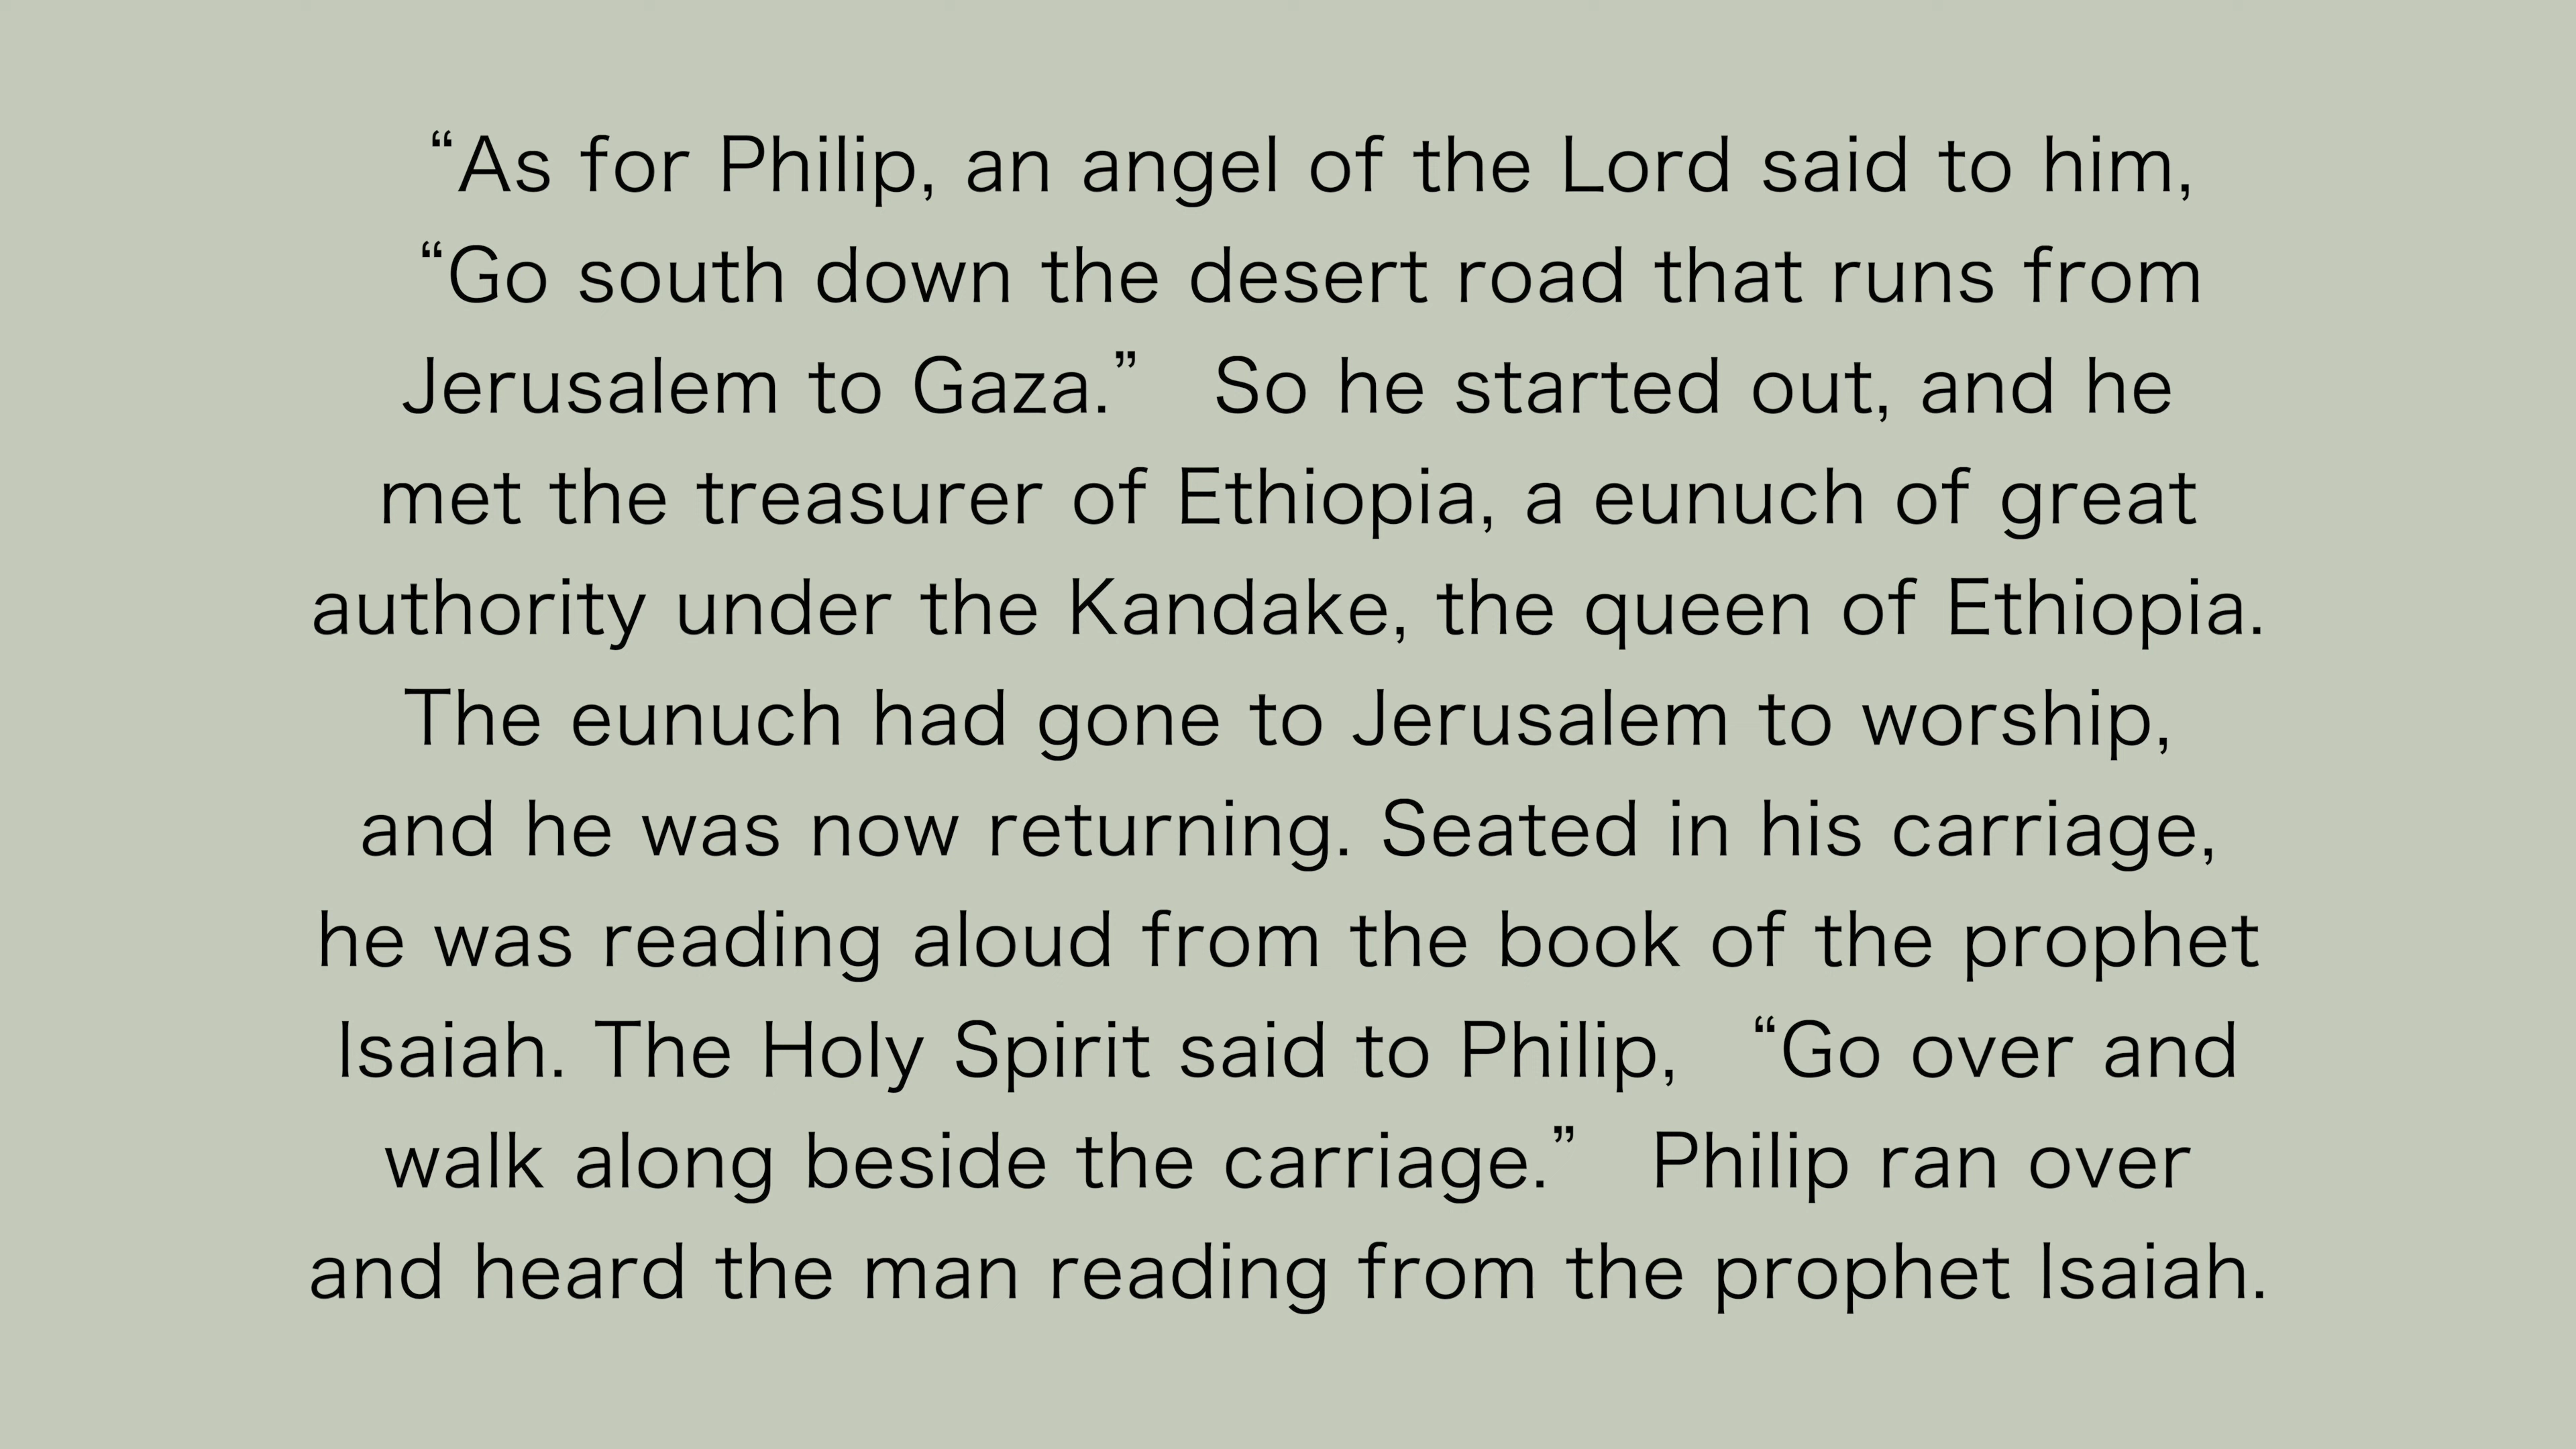 “As for Philip, an angel of the Lord said to him,
“Go south down the desert road that runs from
Jerusalem to Gaza.” So he started out, and he
met the treasurer of Ethiopia, a eunuch of great
authority under the Kandake, the queen of Ethiopia.
The eunuch had gone to Jerusalem to worship,
and he was now returning. Seated in his carriage,
he was reading aloud from the book of the prophet
Isaiah. The Holy Spirit said to Philip, “Go over and
walk along beside the carriage.” Philip ran over
and heard the man reading from the prophet Isaiah.